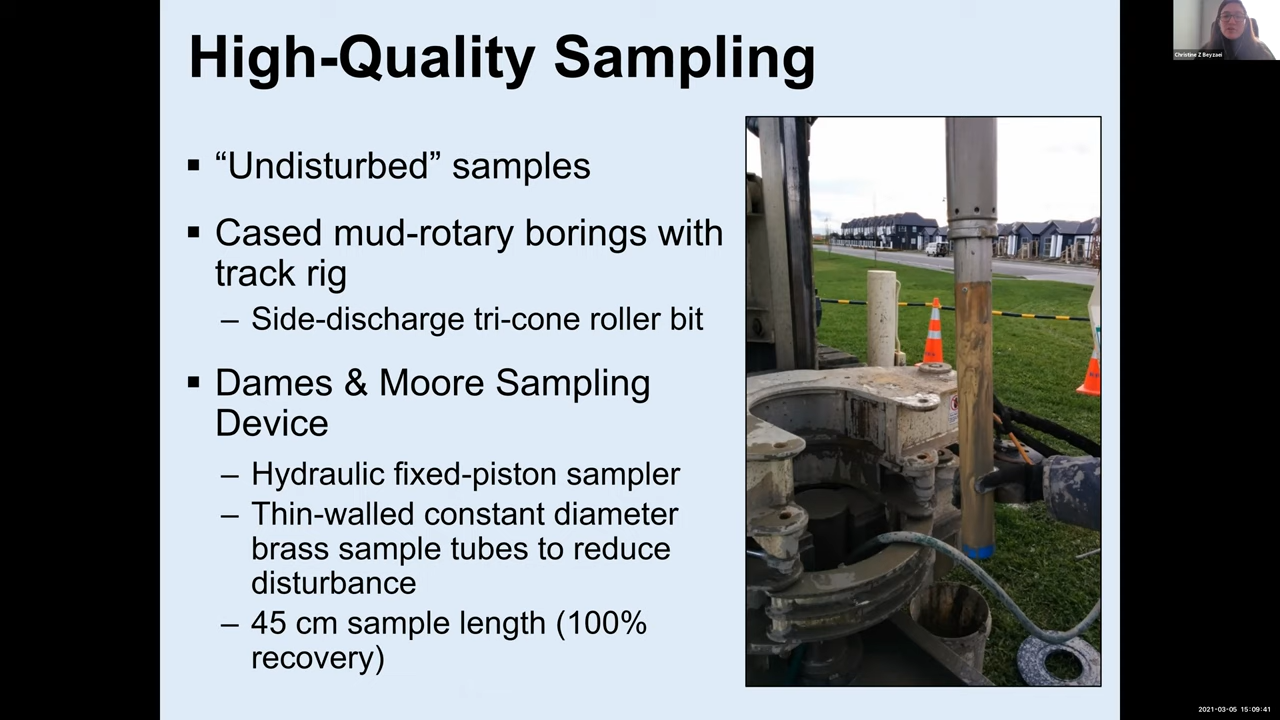 High-Quality Sampling
Christine Z Beyzaei
▪ “Undisturbed” samples
▪ Cased mud-rotary borings with
track rig
– Side-discharge tri-cone roller bit
▪ Dames & Moore Sampling
Device
– Hydraulic fixed-piston sampler
– Thin-walled constant diameter
brass sample tubes to reduce
disturbance
– 45 cm sample length (100%
recovery)
2021-03-05 15:09:41